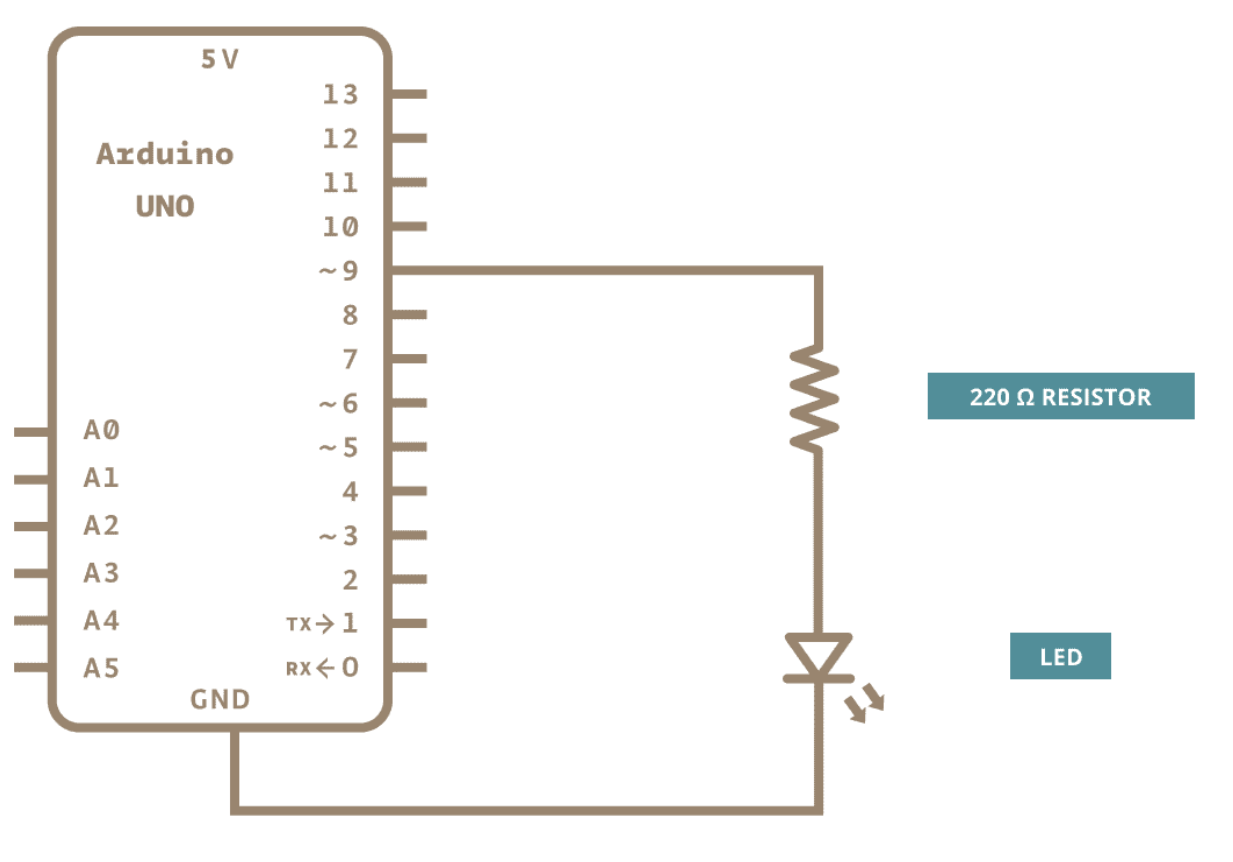 5V
Arduino
UNO
13
12
11
10
~9
8
7
~6
~5
4
~3
2
TX→1
RX←0
A0
A1
A2
A3
A4
A5
GND
220 Ω RESISTOR
LED